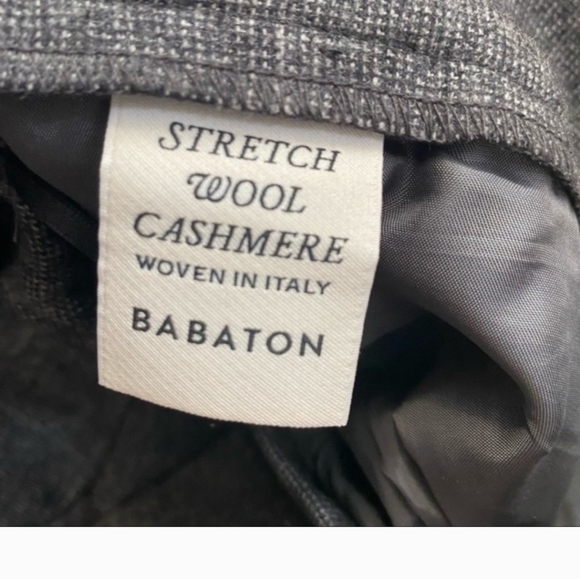 STRETCH
WOOL
CASHMERE
WOVEN IN ITALY
BABATON